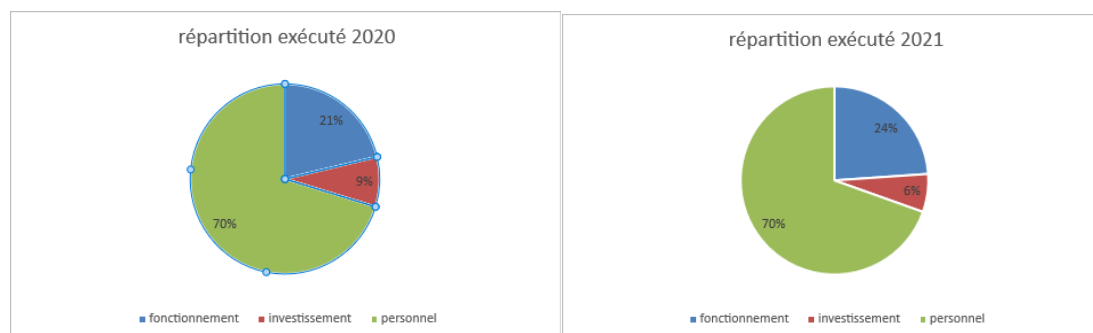 répartition exécuté 2020
21%
9%
70%
fonctionnement investissement personnel
répartition exécuté 2021
24%
6%
70%
fonctionnement investissement personnel